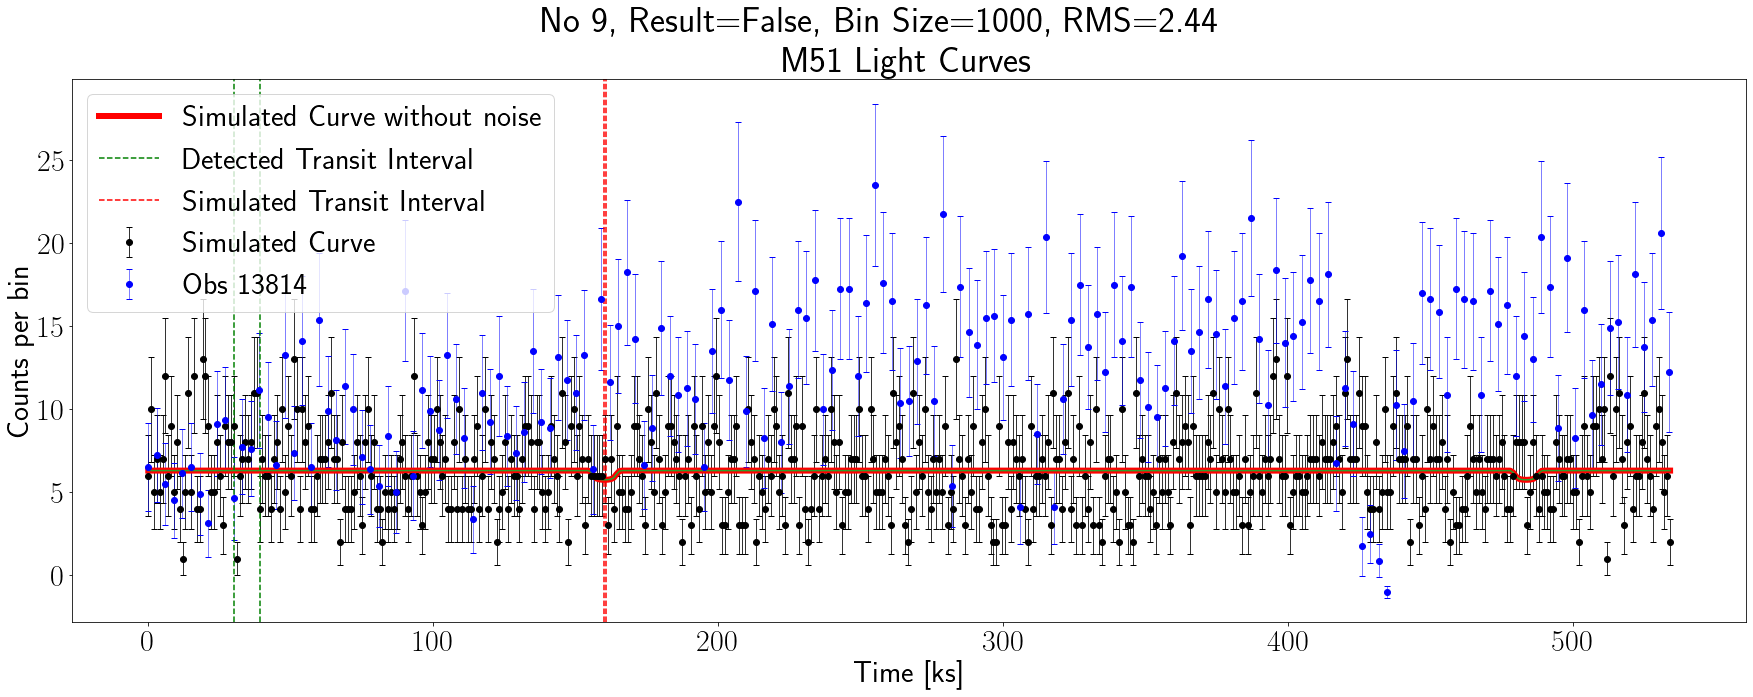 No 9, Result=False, Bin Size=1000, RMS=2.44
M51 Light Curves
Simulated Curve without noise
Detected Transit Interval
Simulated Transit Interval
Simulated Curve
Obs 13814
Counts per bin
25
20
15
10
5
0
0 100 200 300 400 500
Time [ks]